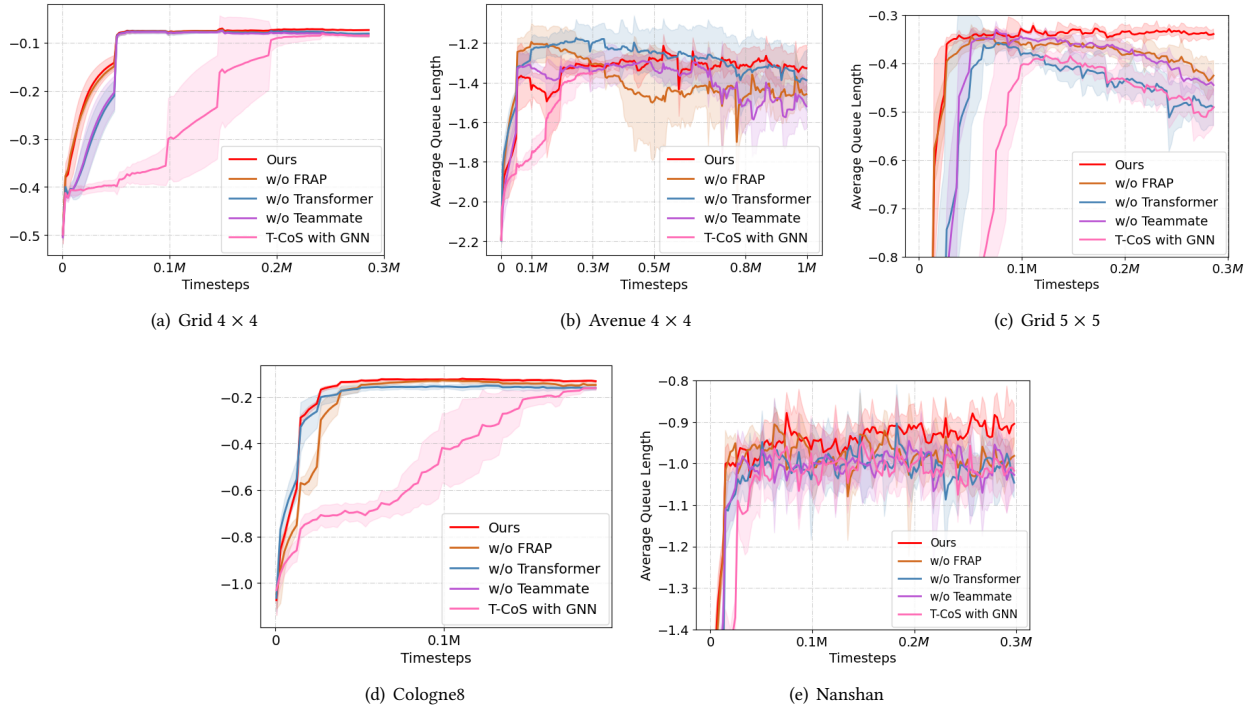 −0.1
−0.2
−0.3
−0.4
−0.5
Ours
w/o FRAP
w/o Transformer
w/o Teammate
T-CoS with GNN
0 0.1M 0.2M 0.3M
Timesteps
(a) Grid 4 × 4
Average Queue Length
−1.2
−1.4
−1.6
−1.8
−2.0
−2.2
Ours
w/o FRAP
w/o Transformer
w/o Teammate
T-CoS with GNN
0 0.1M 0.3M 0.5M 0.8M 1M
Timesteps
(b) Avenue 4 × 4
Average Queue Length
−0.3
−0.4
−0.5
−0.6
−0.7
−0.8
Ours
w/o FRAP
w/o Transformer
w/o Teammate
T-CoS with GNN
0 0.1M 0.2M 0.3M
Timesteps
(c) Grid 5 × 5
−0.2
−0.4
−0.6
−0.8
−1.0
Ours
w/o FRAP
w/o Transformer
w/o Teammate
T-CoS with GNN
0 0.1M
Timesteps
(d) Cologne8
Average Queue Length
−0.8
−0.9
−1.0
−1.1
−1.2
−1.3
−1.4
Ours
w/o FRAP
w/o Transformer
w/o Teammate
T-CoS with GNN
0 0.1M 0.2M 0.3M
Timesteps
(e) Nanshan